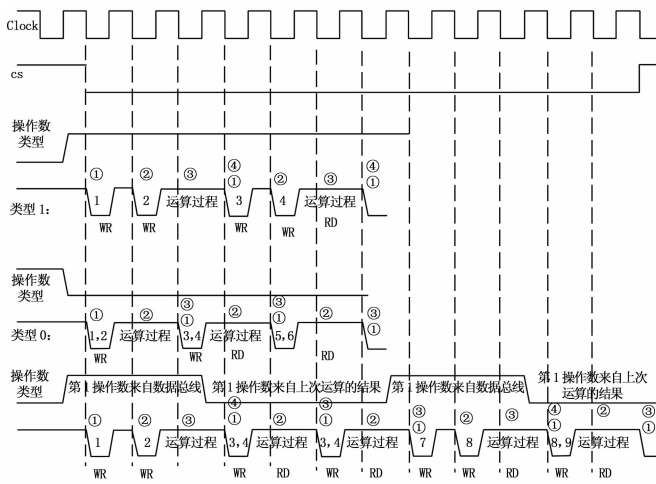 Clock
cs
操作数
类型
① ② ③ ④ ② ③ ④
① ①
类型 1:
1 2 运算过程 3 4 运算过程
WR WR WR WR RD
操作数
类型
① ② ③ ② ③ ② ③
① ① ①
类型 0:
1,2 运算过程 3,4 运算过程 5,6
WR WR RD RD
操作数
类型
第1操作数来自数据总线 第1操作数来自上次运算的结果 第1操作数来自数据总线 第1操作数来自上次
运算的结果
① ② ③ ④ ② ③ ② ③ ② ③ ④ ② ③
① ① ① ① ①
1 2 运算过程 3,4 运算过程 3,4 运算过程 7 8 运算过程 8,9 运算过程
WR WR WR RD WR RD WR WR RD WR RD